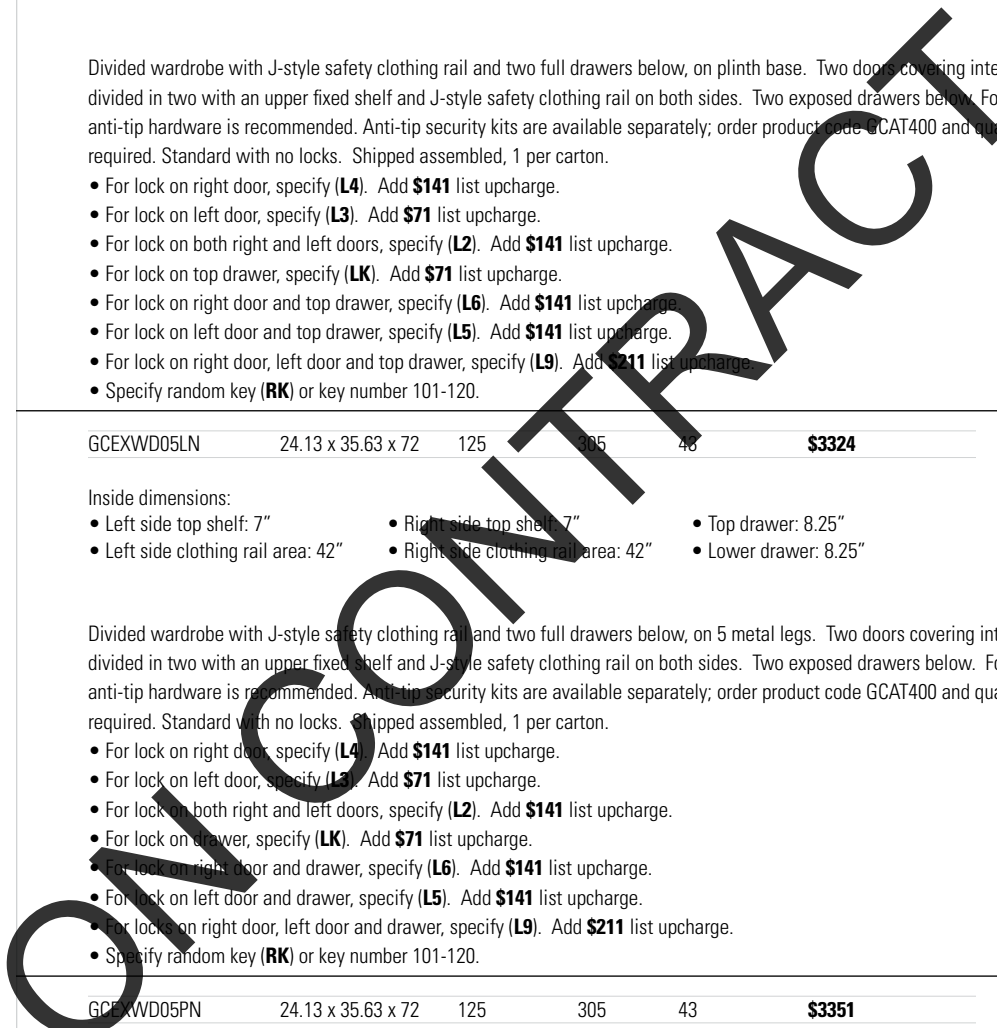 Divided wardrobe with J-style safety clothing rail and two full drawers below, on plinth base. Two doors covering inte
divided in two with an upper fixed shelf and J-style safety clothing rail on both sides. Two exposed drawers below. Fo
anti-tip hardware is recommended. Anti-tip security kits are available separately; order product code GCAT400 and qua
required. Standard with no locks. Shipped assembled, 1 per carton.
• For lock on right door, specify (L4). Add $141 list upcharge.
• For lock on left door, specify (L3). Add $71 list upcharge.
• For lock on both right and left doors, specify (L2). Add $141 list upcharge.
• For lock on top drawer, specify (LK). Add $71 list upcharge.
• For lock on right door and top drawer, specify (L6). Add $141 list upcharge.
• For lock on left door and top drawer, specify (L5). Add $141 list upcharge.
• For lock on right door, left door and top drawer, specify (L9). Add $211 list upcharge.
• Specify random key (RK) or key number 101-120.
GCEXWD05LN 24.13 x 35.63 x 72 125 305 43 $3324
Inside dimensions:
• Left side top shelf: 7” • Right side top shelf: 7” • Top drawer: 8.25”
• Left side clothing rail area: 42” • Right side clothing rail area: 42” • Lower drawer: 8.25”
Divided wardrobe with J-style safety clothing rail and two full drawers below, on 5 metal legs. Two doors covering int
divided in two with an upper fixed shelf and J-style safety clothing rail on both sides. Two exposed drawers below. Fo
anti-tip hardware is recommended. Anti-tip security kits are available separately; order product code GCAT400 and qua
required. Standard with no locks. Shipped assembled, 1 per carton.
• For lock on right door, specify (L4). Add $141 list upcharge.
• For lock on left door, specify (L3). Add $71 list upcharge.
• For lock on both right and left doors, specify (L2). Add $141 list upcharge.
• For lock on drawer, specify (LK). Add $71 list upcharge.
• For lock on right door and drawer, specify (L6). Add $141 list upcharge.
• For lock on left door and drawer, specify (L5). Add $141 list upcharge.
• For locks on right door, left door and drawer, specify (L9). Add $211 list upcharge.
• Specify random key (RK) or key number 101-120.
GCEXWD05PN 24.13 x 35.63 x 72 125 305 43 $3351
ON CONTRACT